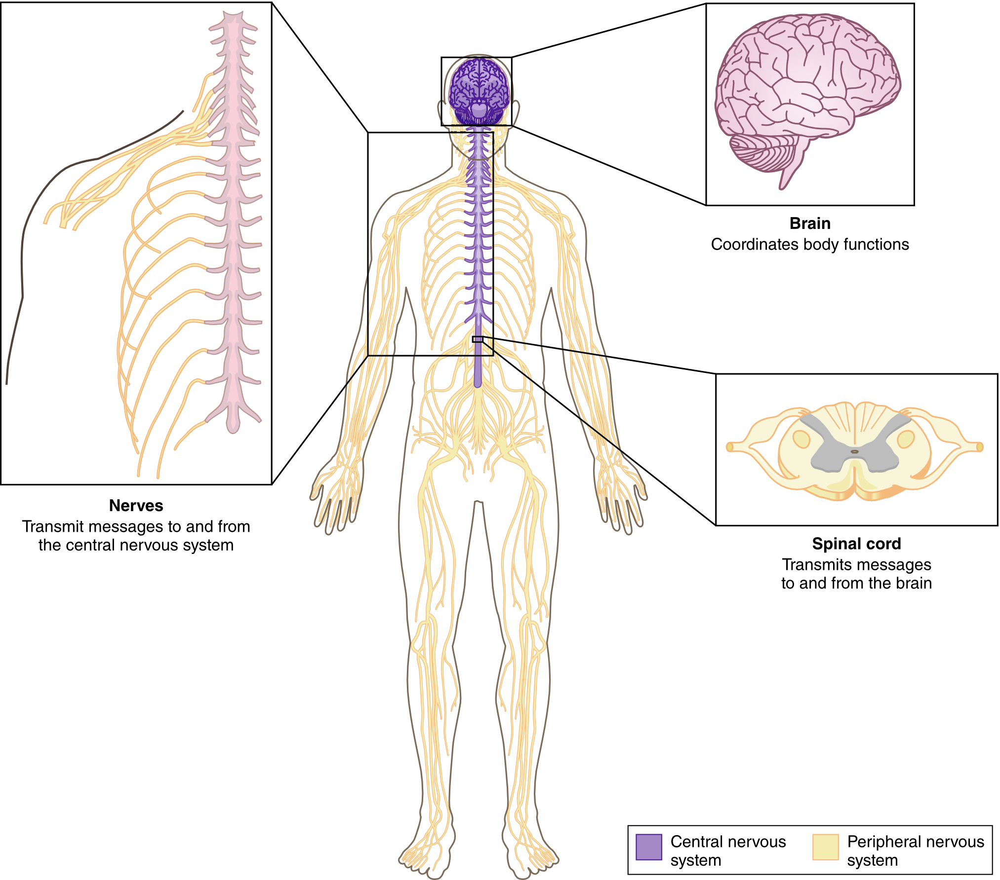 Brain
Coordinates body functions
Nerves
Transmit messages to and from
the central nervous system
Spinal cord
Transmits messages
to and from the brain
Central nervous
system
Peripheral nervous
system